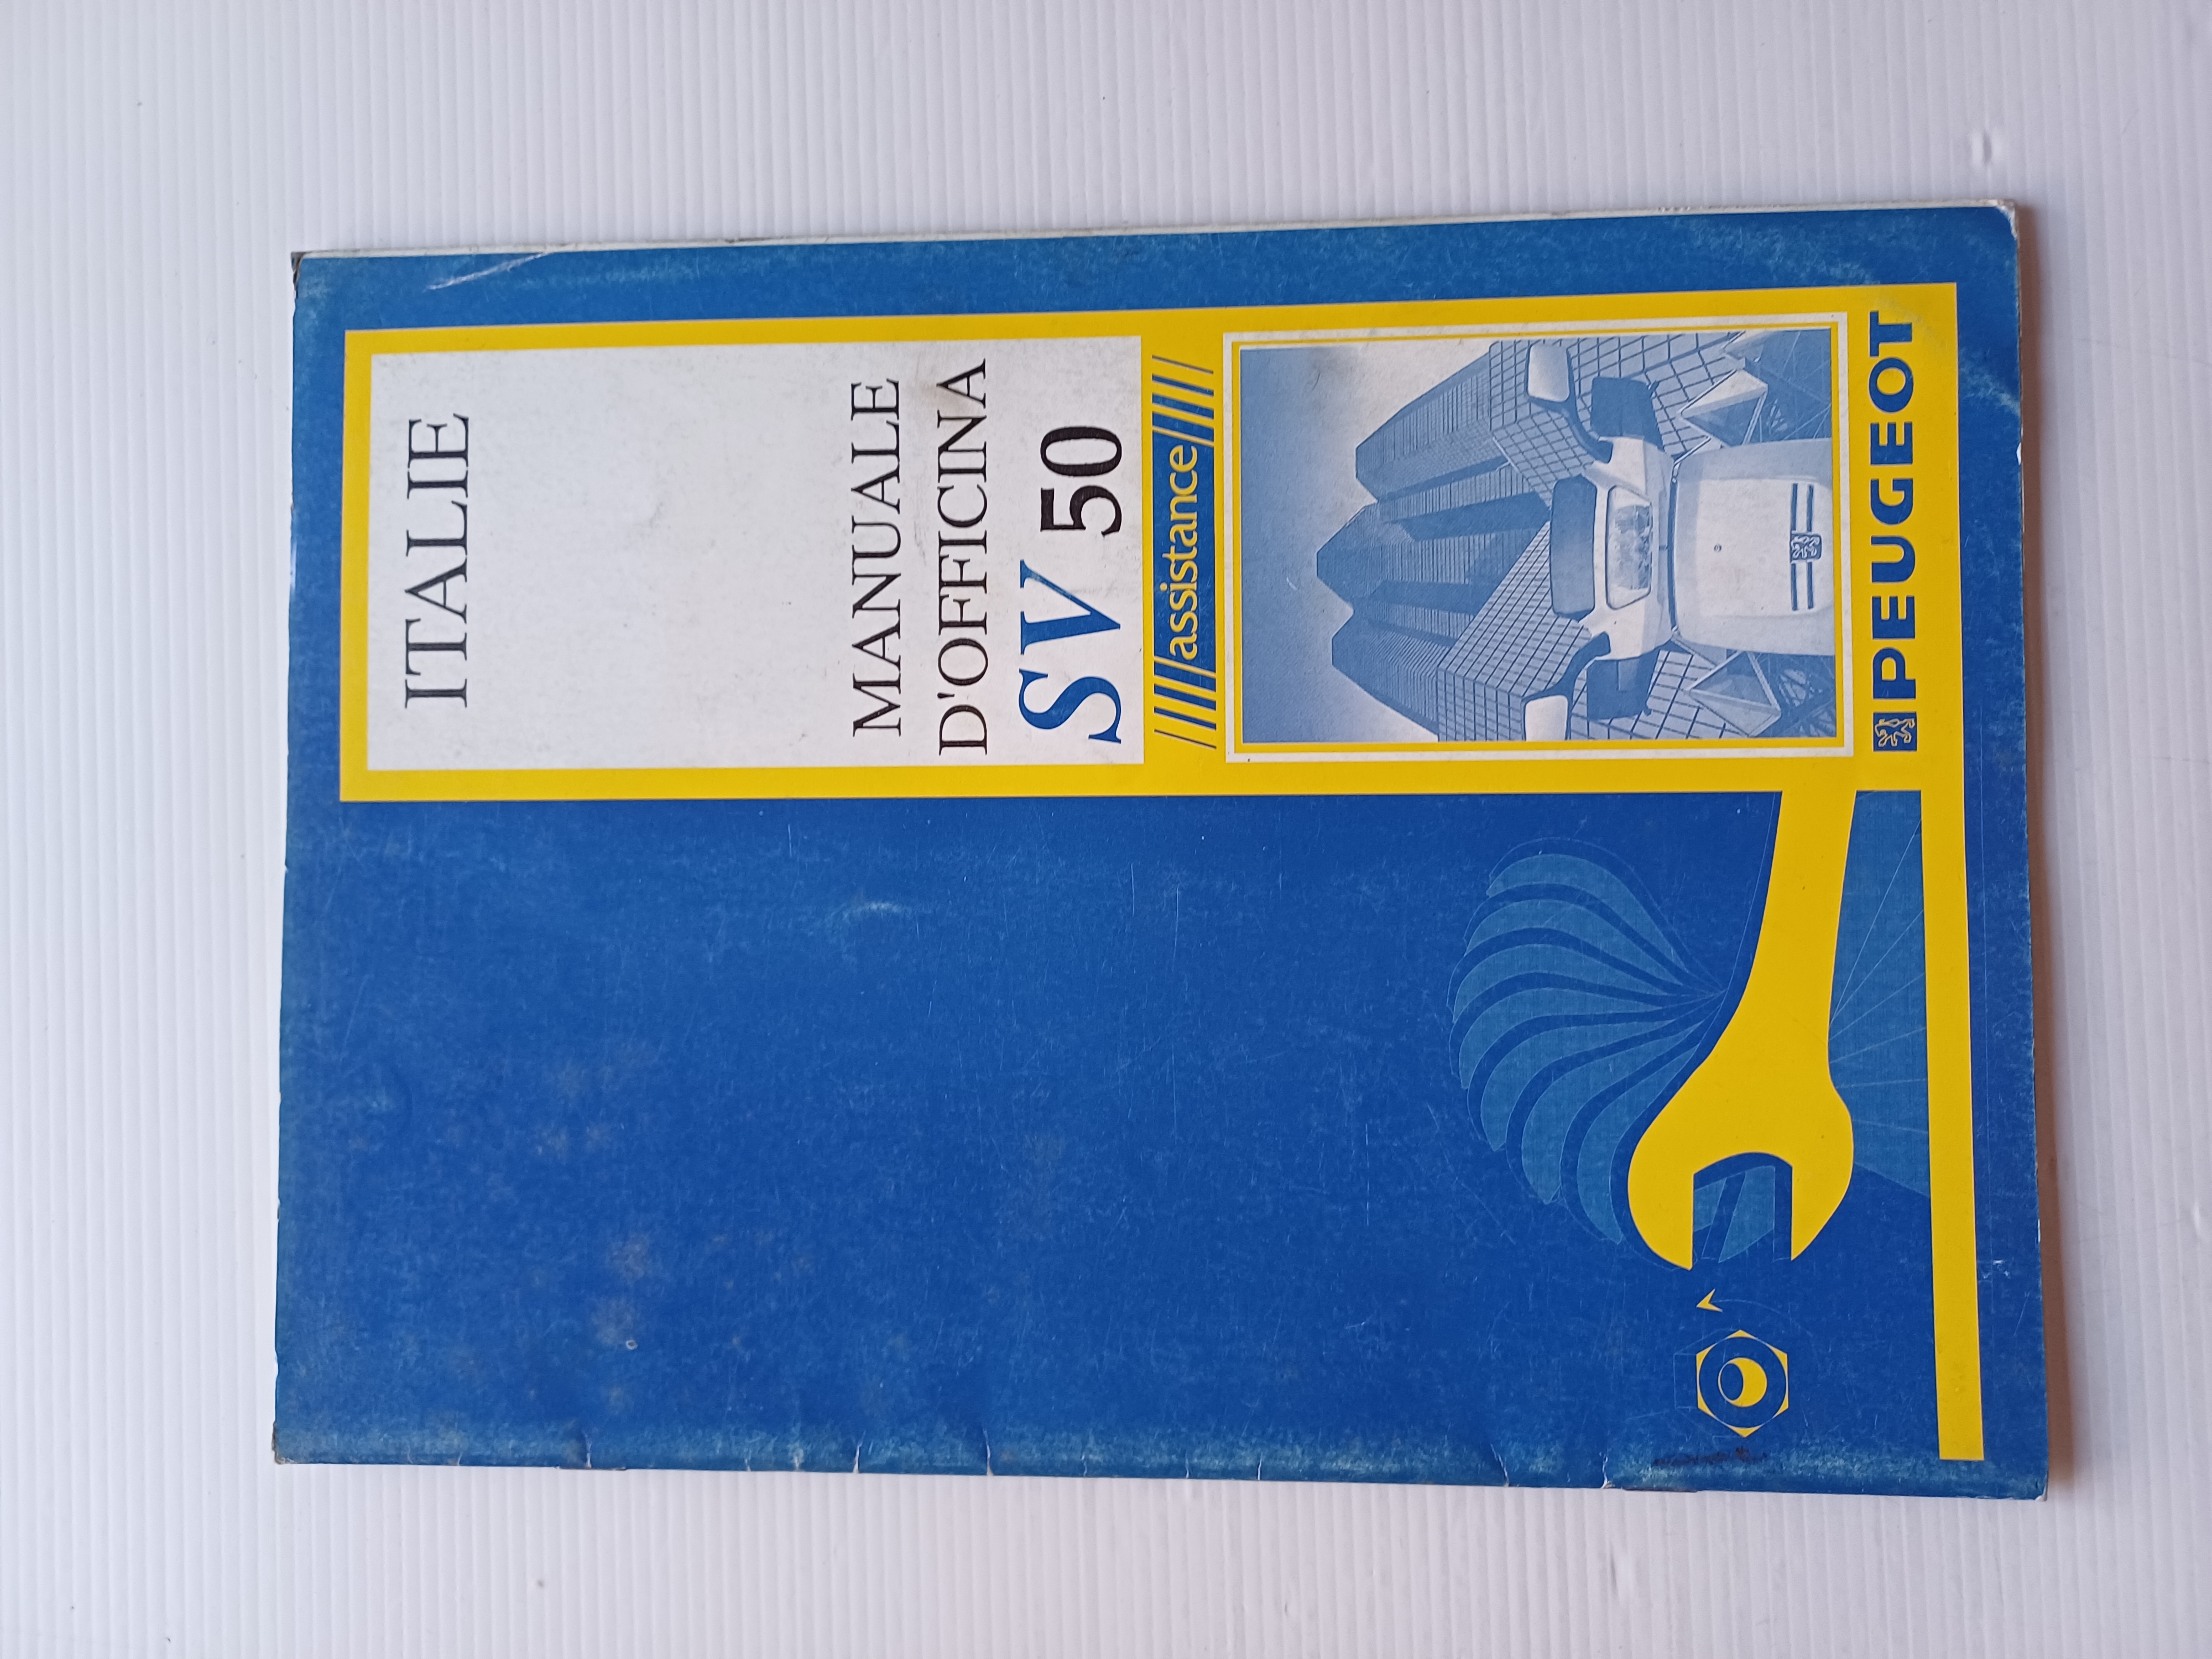 ITALIE
MANUALE
D'OFFICINA
SV 50
assistance
PEUGEOT